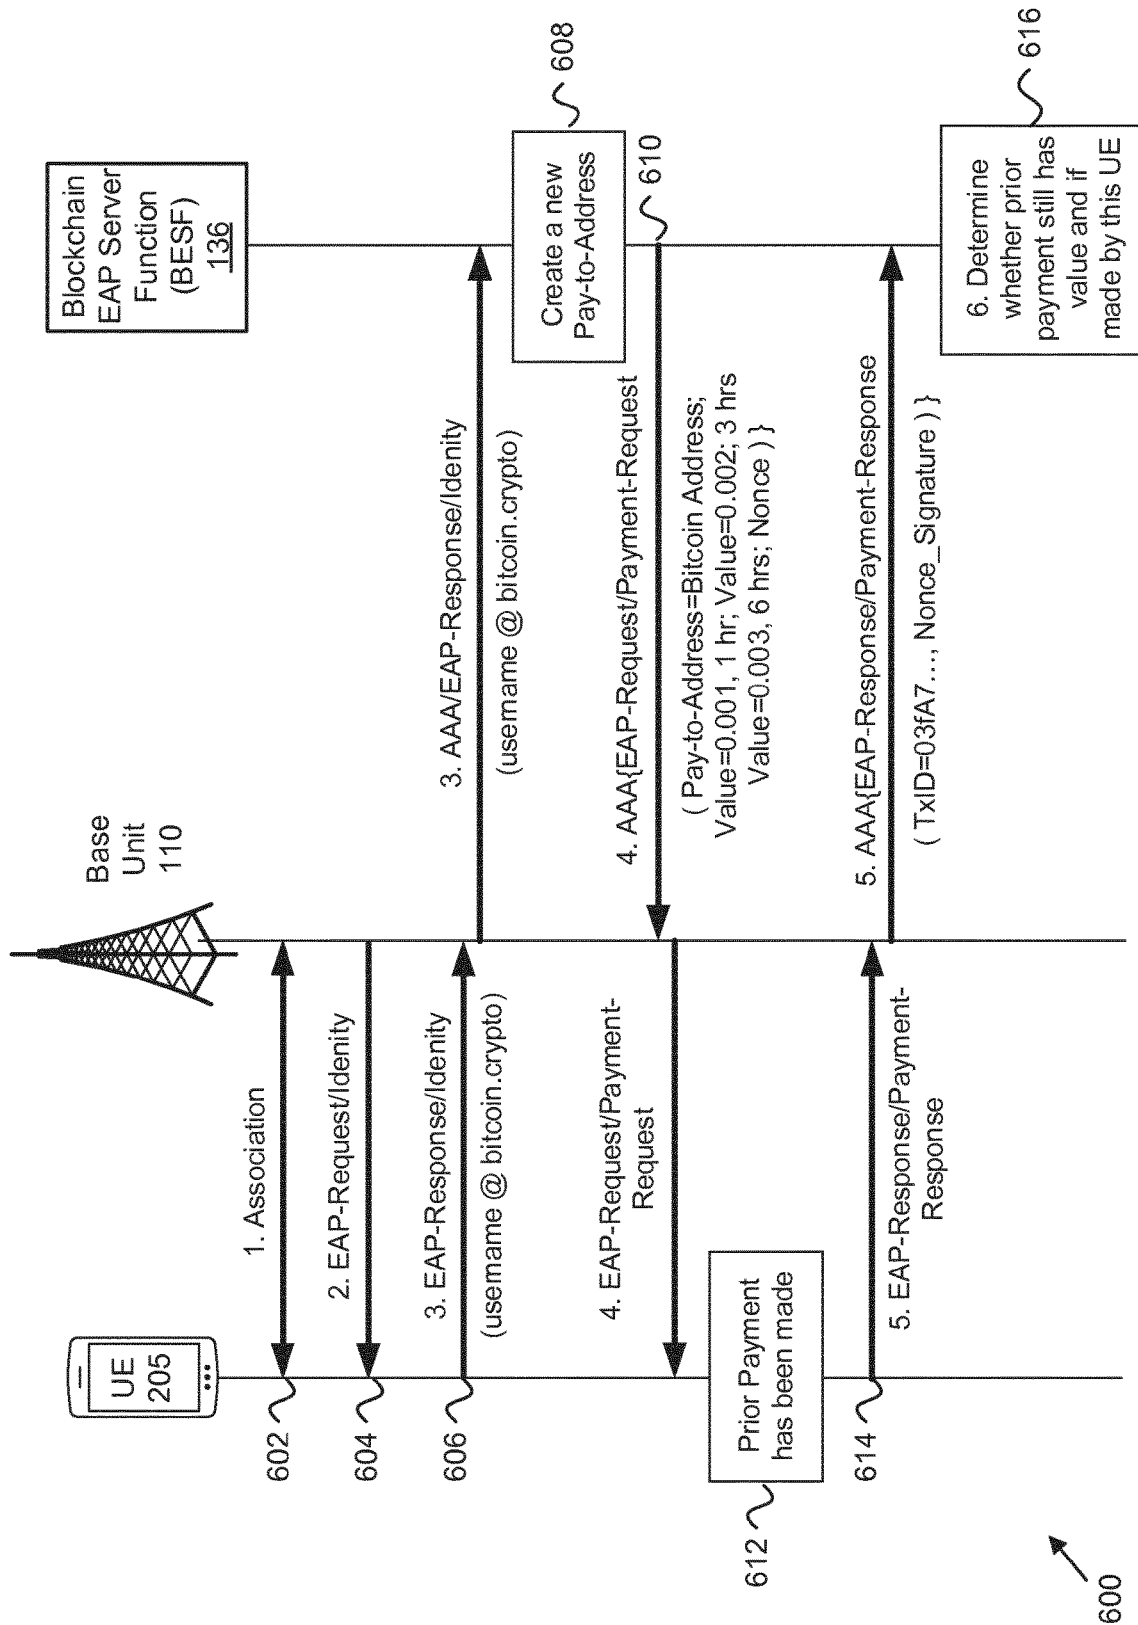 UE
205
Base
Unit
110
Blockchain
EAP Server
Function
(BESF)
136
602
1. Association
604
2. EAP-Request/Idenity
606
3. EAP-Response/Idenity
(username @ bitcoin.crypto)
3. AAA/EAP-Response/Idenity
(username @ bitcoin.crypto)
Create a new
Pay-to-Address
608
610
4. AAA{EAP-Request/Payment-Request
( Pay-to-Address=Bitcoin Address;
Value=0.001, 1 hr; Value=0.002; 3 hrs
Value=0.003, 6 hrs; Nonce ) }
4. EAP-Request/Payment-
Request
612
Prior Payment
has been made
614
5. EAP-Response/Payment-
Response
5. AAA{EAP-Response/Payment-Response
( TxID=03fA7..., Nonce_Signature ) }
6. Determine
whether prior
payment still has
value and if
made by this UE
616
600